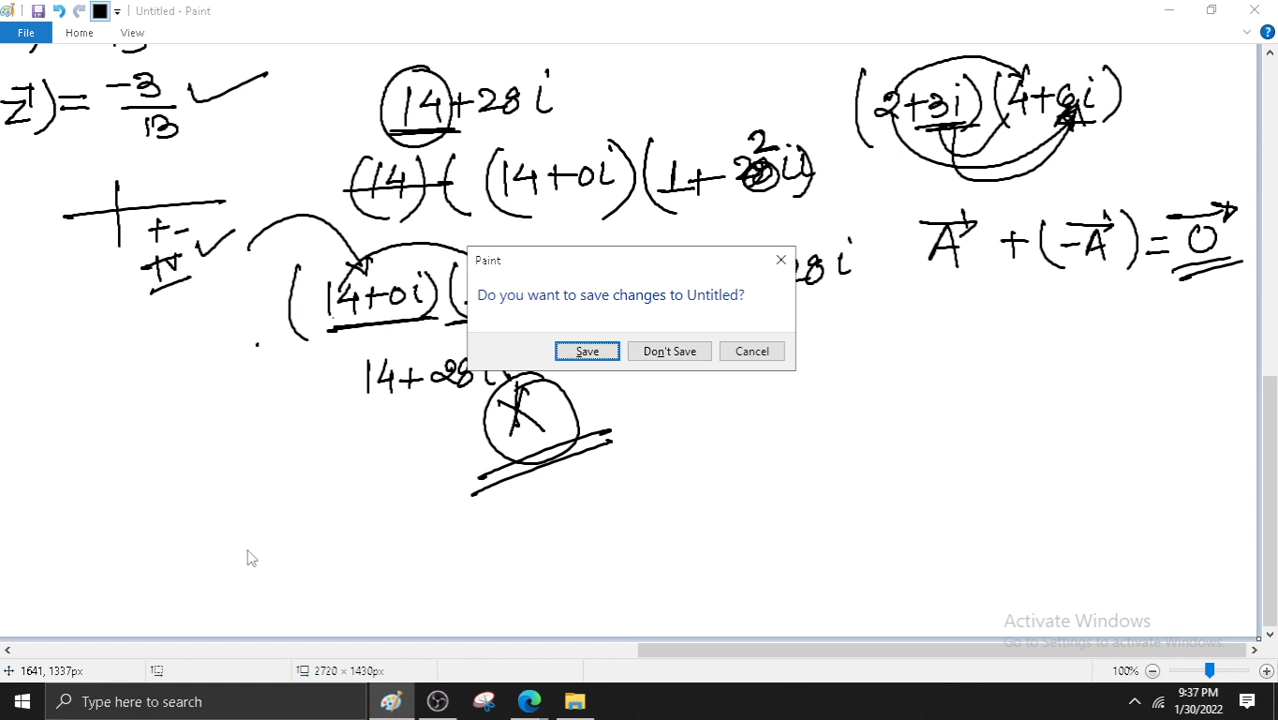 Untitled - Paint
File Home View
z) = -3/13
14+28i
(2+3i)(4+6i)
(14)( (14+0i)(1+ 2 i)
+-
A + (-A) = 0
(14+0i)(
28i
14+28i
Paint
Do you want to save changes to Untitled?
Save Don't Save Cancel
Activate Windows
Go to Settings to activate Windows.
1641, 1337px 2720 × 1430px 100%
Type here to search
9:37 PM
1/30/2022